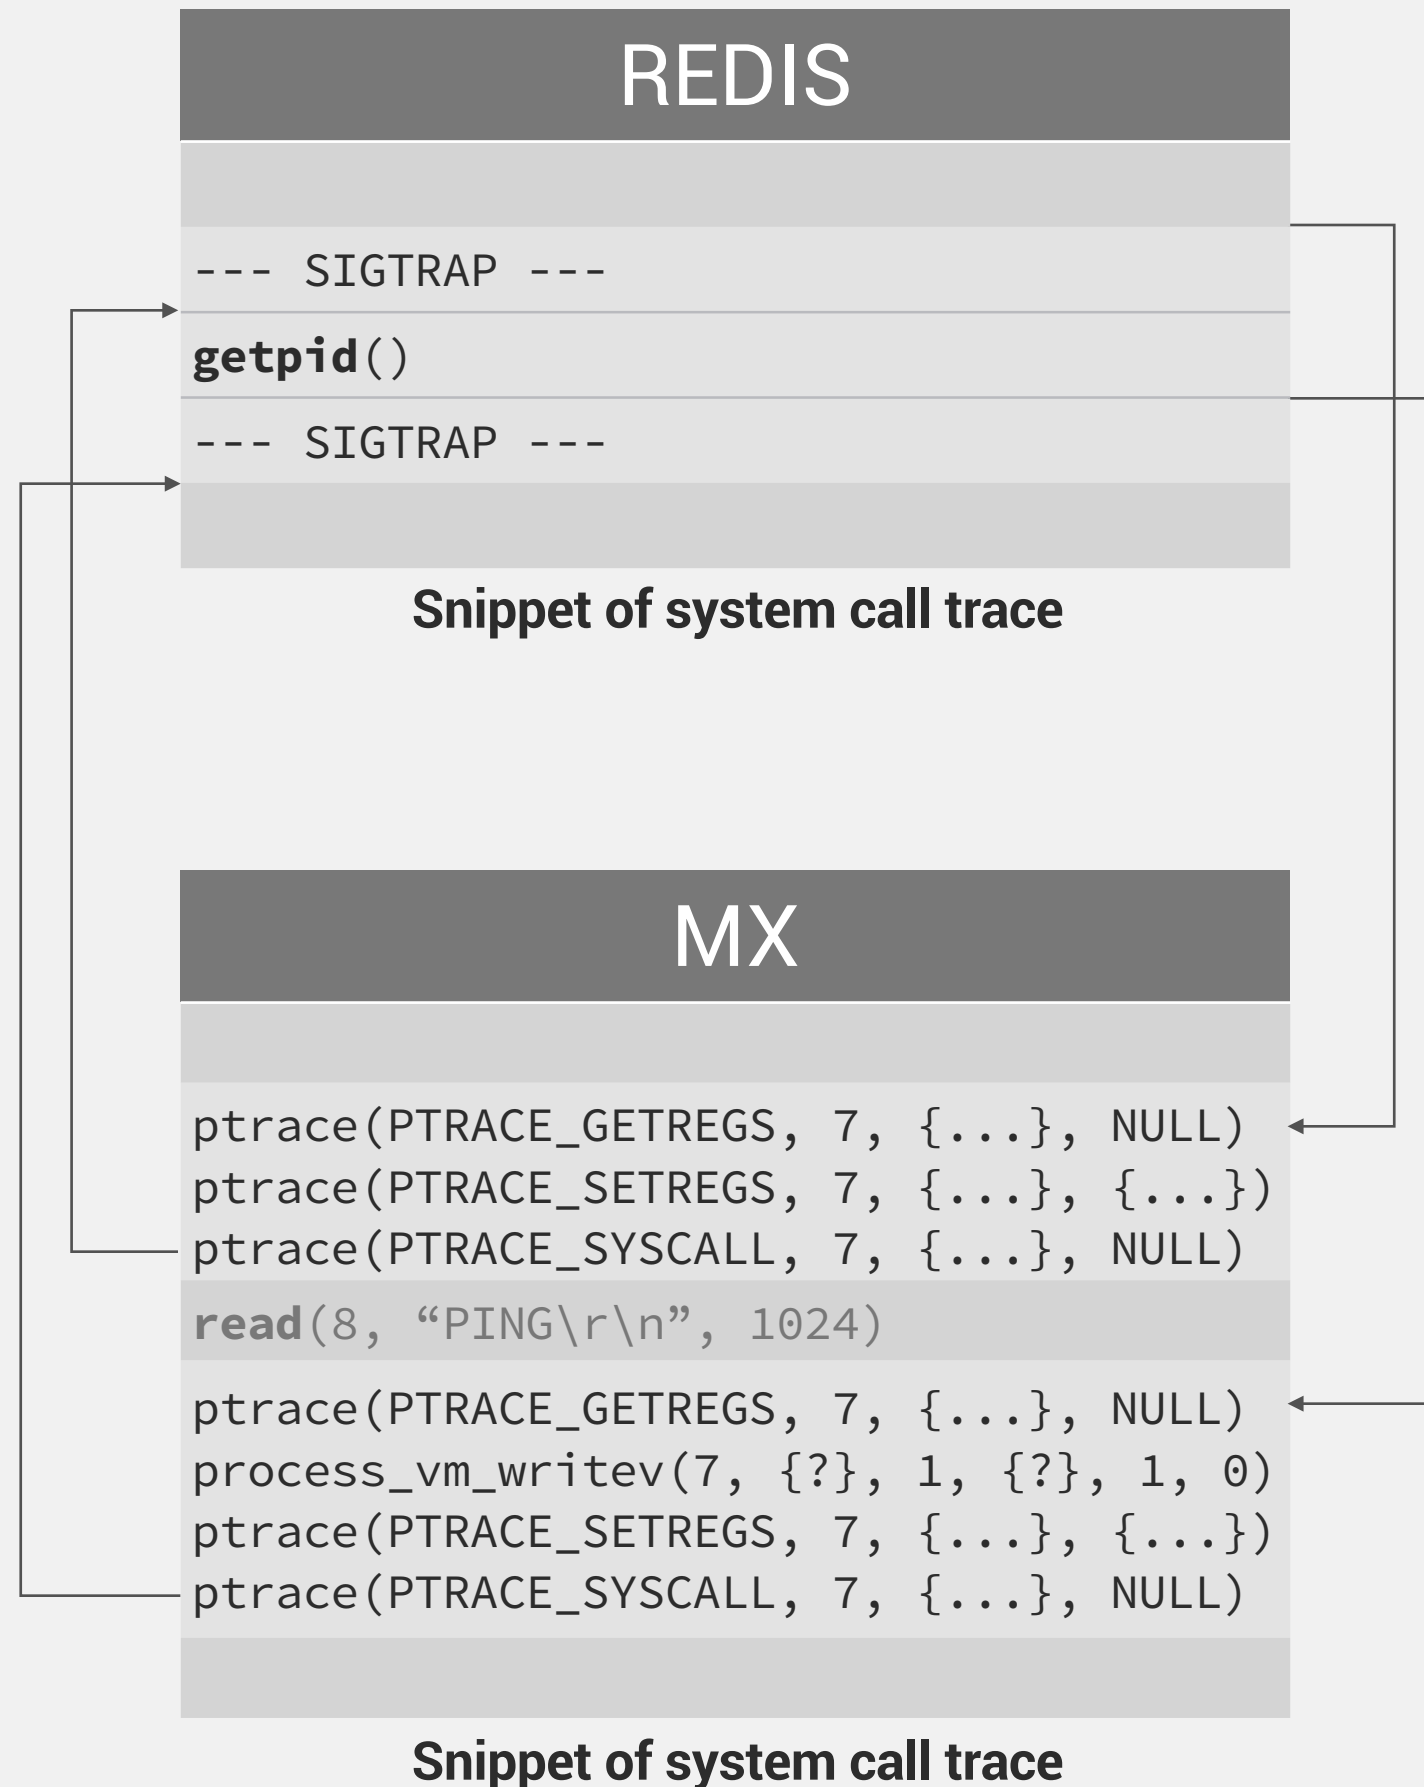 REDIS
--- SIGTRAP ---
getpid()
--- SIGTRAP ---
Snippet of system call trace
MX
ptrace(PTRACE_GETREGS, 7, {...}, NULL)
ptrace(PTRACE_SETREGS, 7, {...}, {...})
ptrace(PTRACE_SYSCALL, 7, {...}, NULL)
read(8, “PING\r\n”, 1024)
ptrace(PTRACE_GETREGS, 7, {...}, NULL)
process_vm_writev(7, {?}, 1, {?}, 1, 0)
ptrace(PTRACE_SETREGS, 7, {...}, {...})
ptrace(PTRACE_SYSCALL, 7, {...}, NULL)
Snippet of system call trace